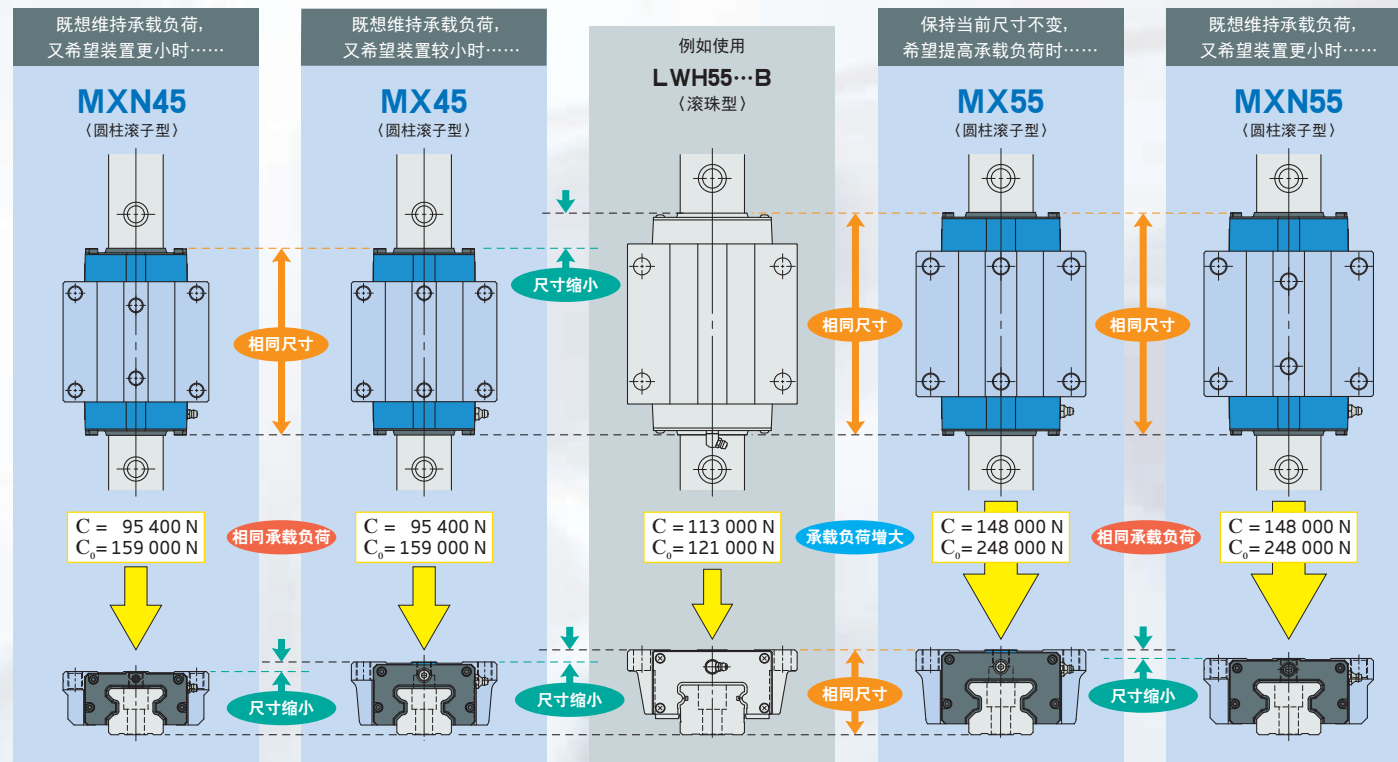 既想维持承载负荷，
又希望装置更小时……
MXN45
〈圆柱滚子型〉
既想维持承载负荷，
又希望装置较小时……
MX45
〈圆柱滚子型〉
例如使用
LWH55…B
〈滚珠型〉
保持当前尺寸不变，
希望提高承载负荷时……
MX55
〈圆柱滚子型〉
既想维持承载负荷，
又希望装置更小时……
MXN55
〈圆柱滚子型〉
相同尺寸
尺寸缩小
相同尺寸
相同尺寸
C = 95 400 N
C₀=159 000 N
相同承载负荷
C = 95 400 N
C₀=159 000 N
C =113 000 N
C₀=121 000 N
承载负荷增大
C =148 000 N
C₀=248 000 N
相同承载负荷
C =148 000 N
C₀=248 000 N
尺寸缩小
尺寸缩小
相同尺寸
尺寸缩小